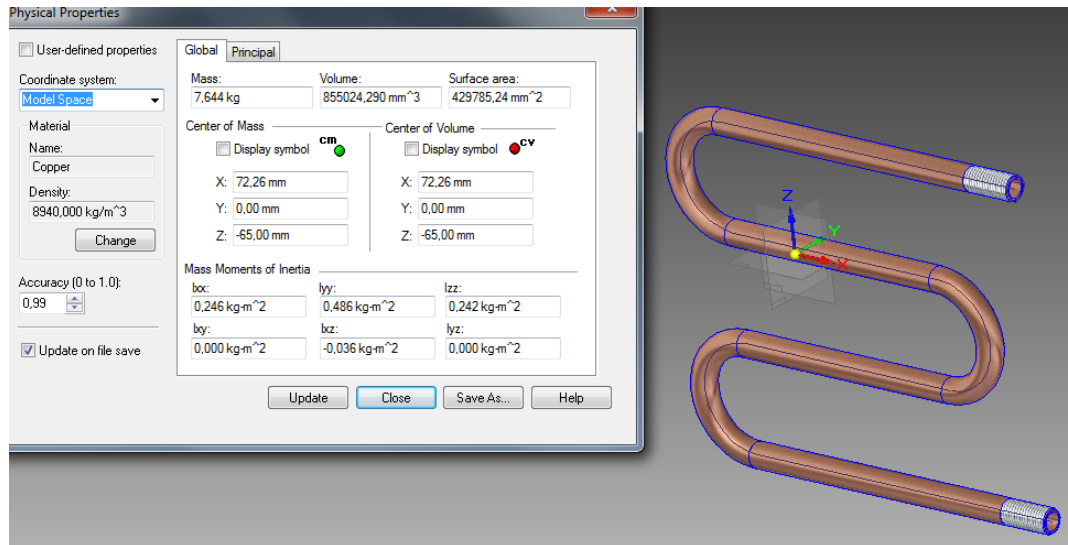 Physical Properties
User-defined properties
Coordinate system:
Model Space
Material
Name:
Copper
Density:
8940,000 kg/m^3
Change
Accuracy (0 to 1.0):
0,99
Update on file save
Global Principal
Mass: Volume: Surface area:
7,644 kg 855024,290 mm^3 429785,24 mm^2
Center of Mass Center of Volume
Display symbol cm Display symbol cv
X: 72,26 mm X: 72,26 mm
Y: 0,00 mm Y: 0,00 mm
Z: -65,00 mm Z: -65,00 mm
Mass Moments of Inertia
Ixx: Iyy: Izz:
0,246 kg-m^2 0,486 kg-m^2 0,242 kg-m^2
Ixy: Ixz: Iyz:
0,000 kg-m^2 -0,036 kg-m^2 0,000 kg-m^2
Update Close Save As... Help
Z
Y
X